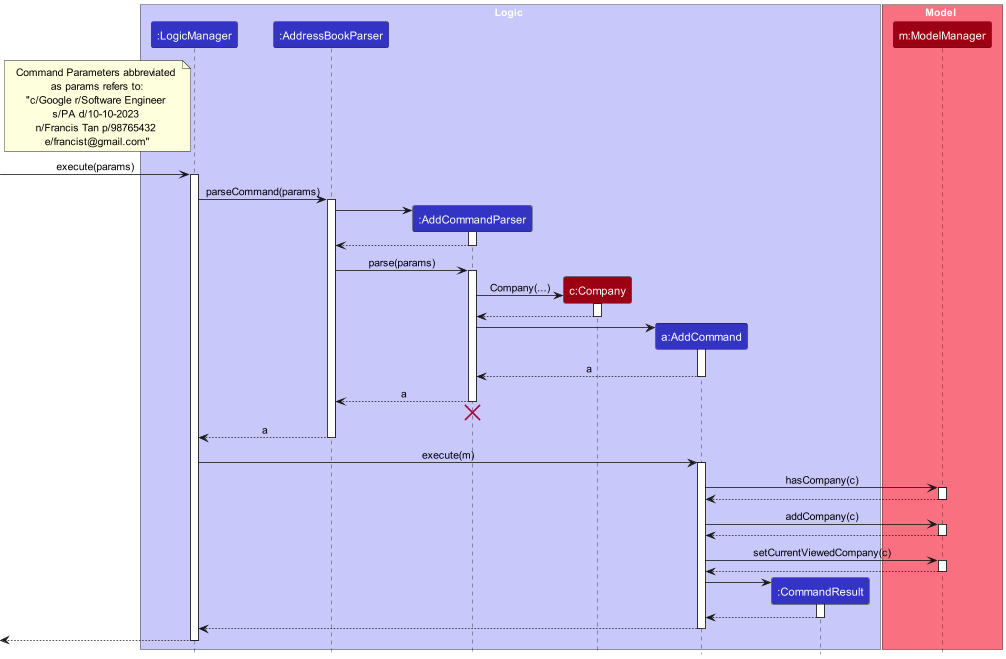 Logic
Model
:LogicManager
:AddressBookParser
m:ModelManager
Command Parameters abbreviated
as params refers to:
"c/Google r/Software Engineer
s/PA d/10-10-2023
n/Francis Tan p/98765432
e/francist@gmail.com"
execute(params)
parseCommand(params)
:AddCommandParser
parse(params)
Company(...)
c:Company
a:AddCommand
a
a
a
execute(m)
hasCompany(c)
addCompany(c)
setCurrentViewedCompany(c)
:CommandResult